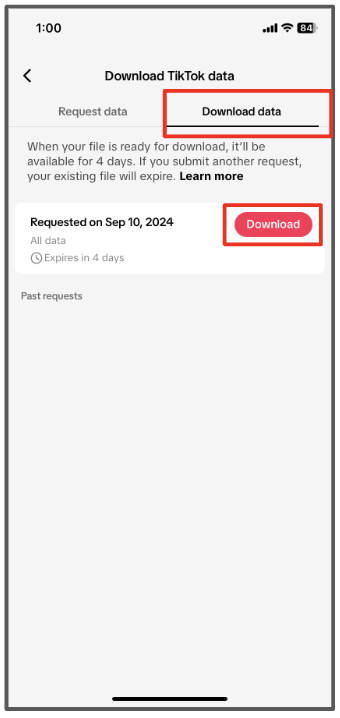 1:00
84
Download TikTok data
Request data
Download data
When your file is ready for download, it'll be
available for 4 days. If you submit another request,
your existing file will expire. Learn more
Requested on Sep 10, 2024
Download
All data
Expires in 4 days
Past requests